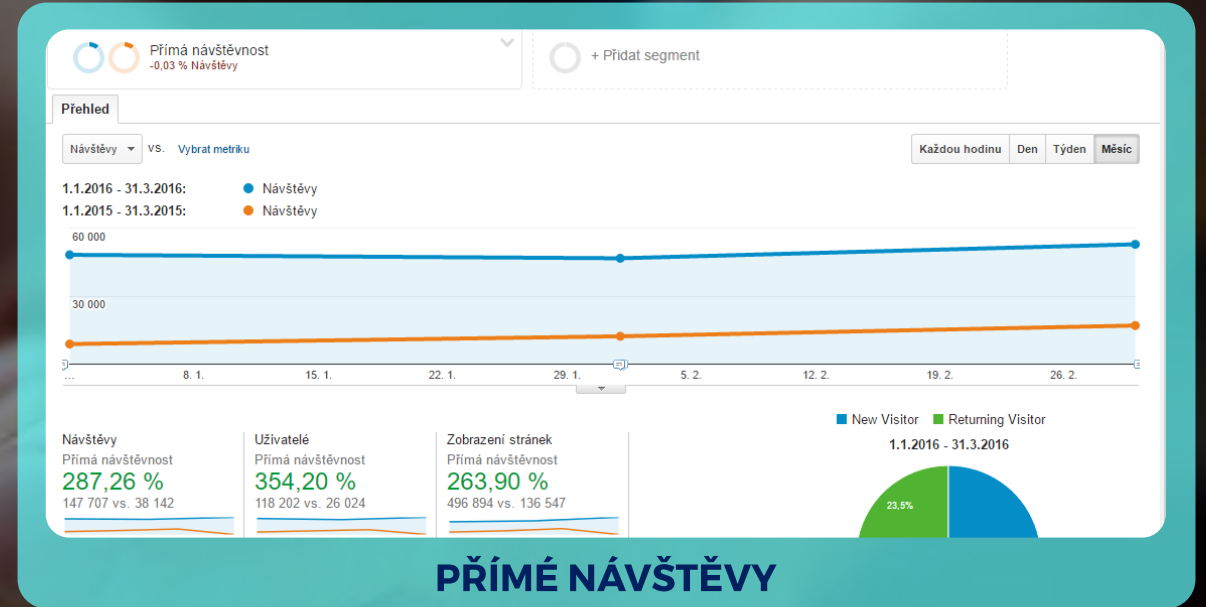 Přímá návštěvnost
-0,03 % Návštěvy
+ Přidat segment
Přehled
Návštěvy VS. Vybrat metriku
Každou hodinu Den Týden Měsíc
1.1.2016 - 31.3.2016: Návštěvy
1.1.2015 - 31.3.2015: Návštěvy
60 000
30 000
... 8. 1. 15. 1. 22. 1. 29. 1. 5. 2. 12. 2. 19. 2. 26. 2.
New Visitor Returning Visitor
1.1.2016 - 31.3.2016
23,5%
Návštěvy
Přímá návštěvnost
287,26 %
147 707 vs. 38 142
Uživatelé
Přímá návštěvnost
354,20 %
118 202 vs. 26 024
Zobrazení stránek
Přímá návštěvnost
263,90 %
496 894 vs. 136 547
PŘÍMÉ NÁVŠTĚVY